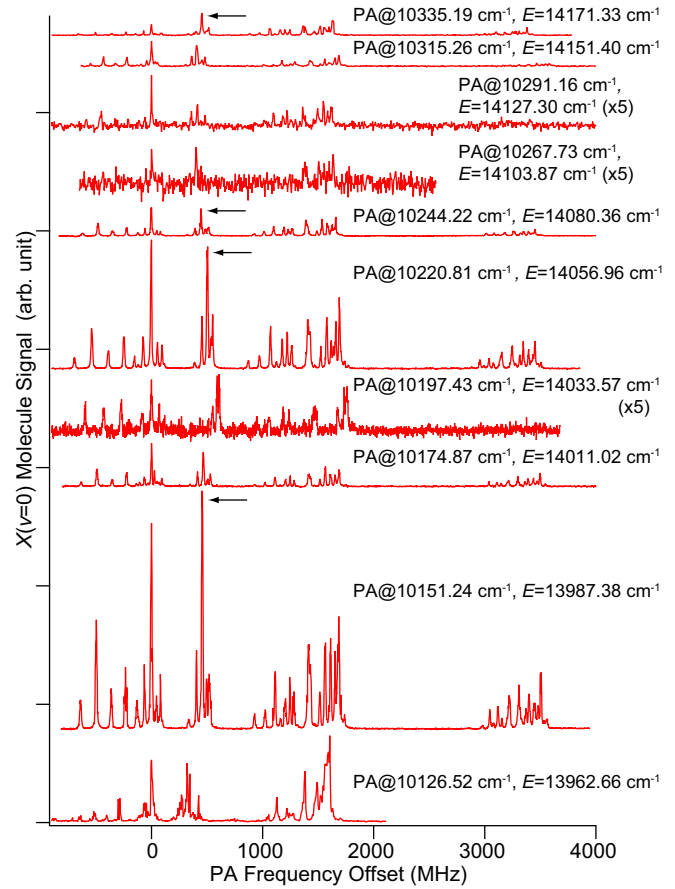 PA@10335.19 cm-1, E=14171.33 cm-1
PA@10315.26 cm-1, E=14151.40 cm-1
PA@10291.16 cm-1,
E=14127.30 cm-1 (x5)
PA@10267.73 cm-1,
E=14103.87 cm-1 (x5)
PA@10244.22 cm-1, E=14080.36 cm-1
PA@10220.81 cm-1, E=14056.96 cm-1
PA@10197.43 cm-1, E=14033.57 cm-1
(x5)
PA@10174.87 cm-1, E=14011.02 cm-1
PA@10151.24 cm-1, E=13987.38 cm-1
PA@10126.52 cm-1, E=13962.66 cm-1
X(v=0) Molecule Signal (arb. unit)
0 1000 2000 3000 4000
PA Frequency Offset (MHz)